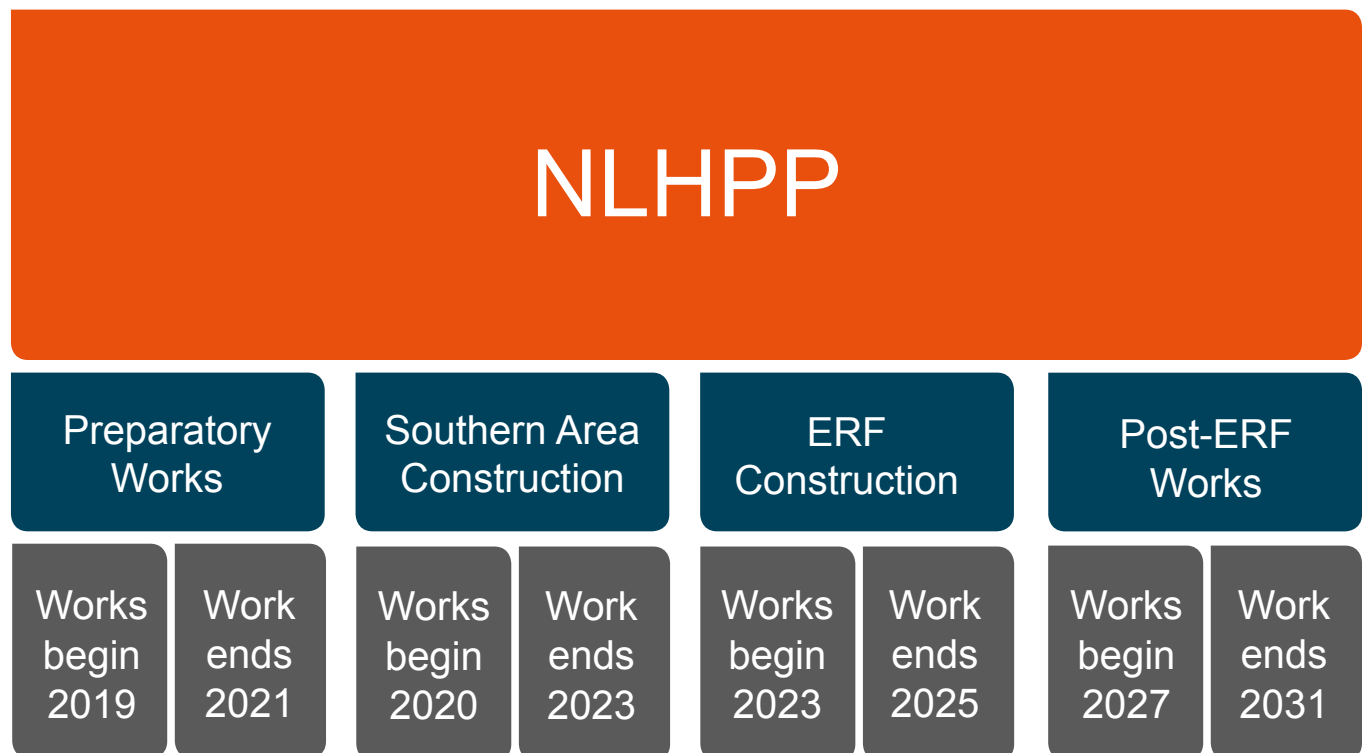 NLHPP
Preparatory
Works
Southern Area
Construction
ERF
Construction
Post-ERF
Works
Works
begin
2019
Work
ends
2021
Works
begin
2020
Work
ends
2023
Works
begin
2023
Work
ends
2025
Works
begin
2027
Work
ends
2031